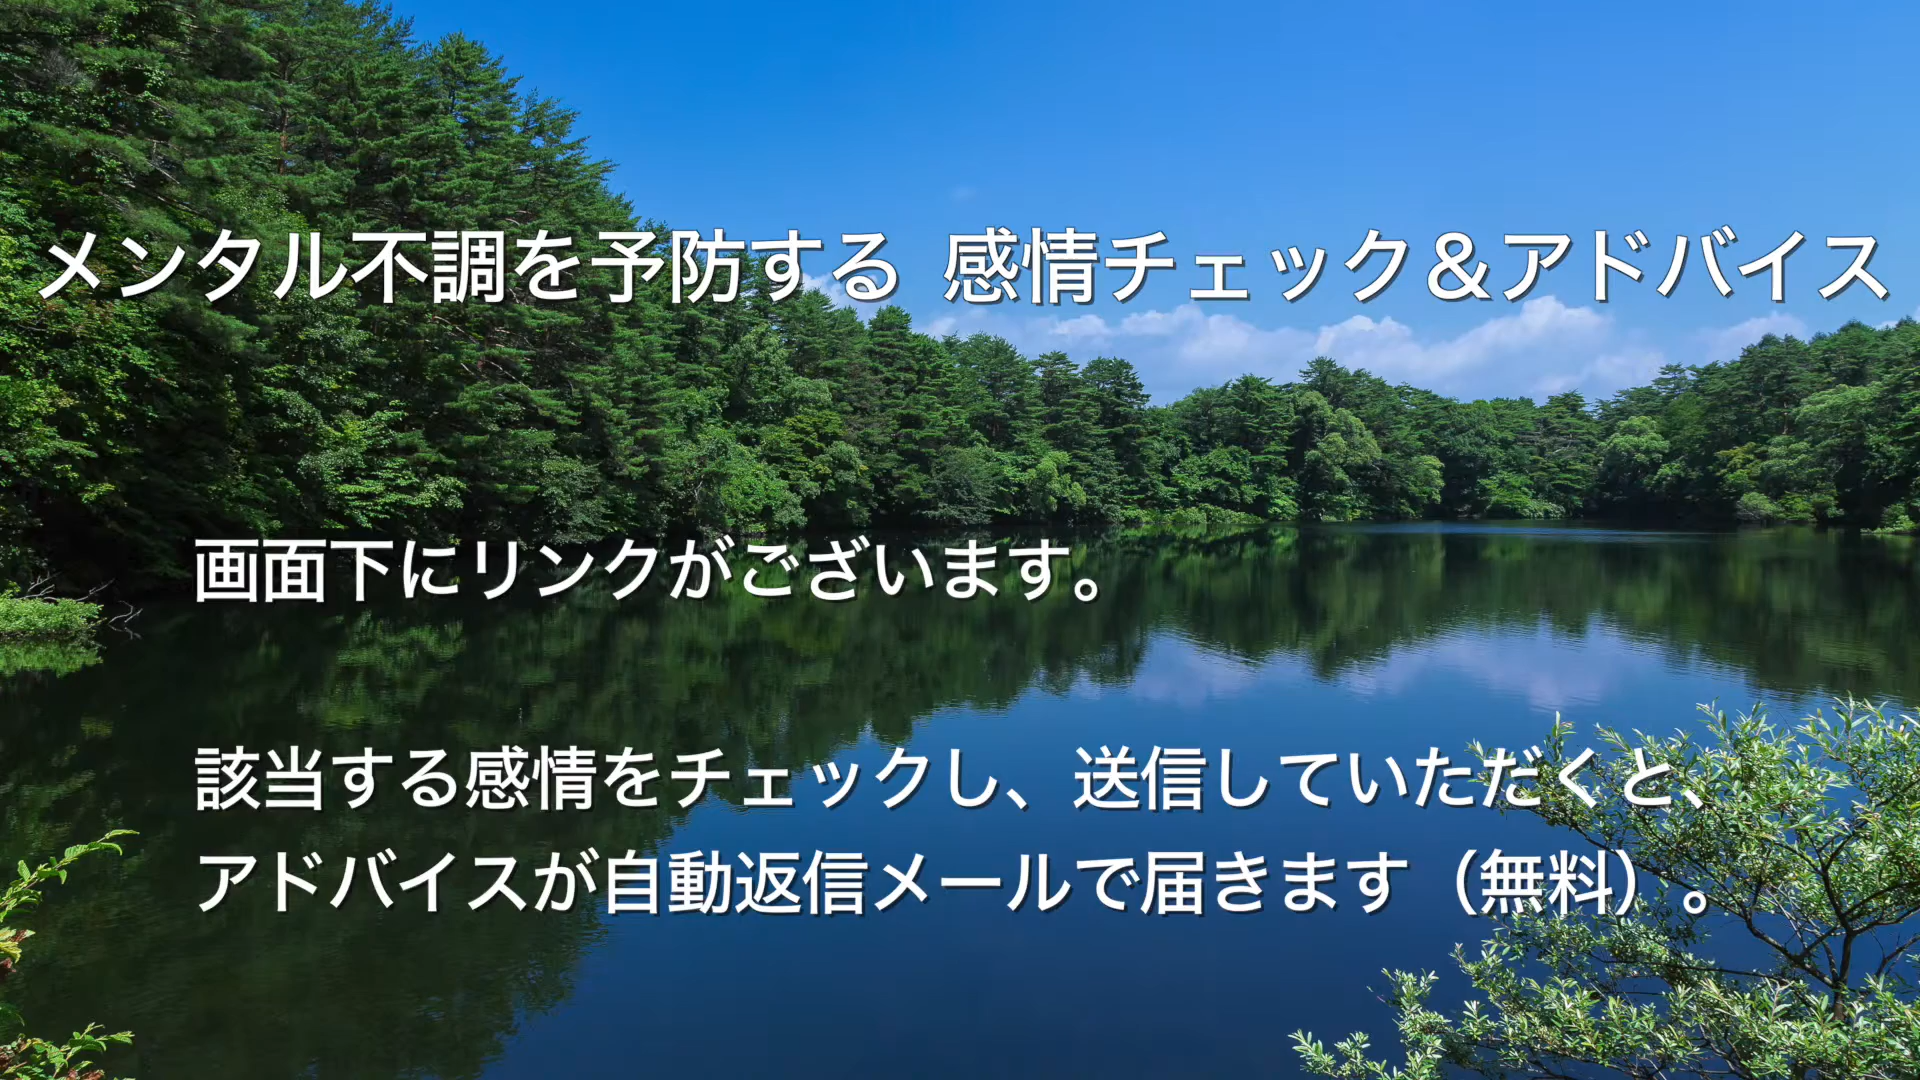 メンタル不調を予防する 感情チェック＆アドバイス
画面下にリンクがございます。
該当する感情をチェックし、送信していただくと、
アドバイスが自動返信メールで届きます（無料）。